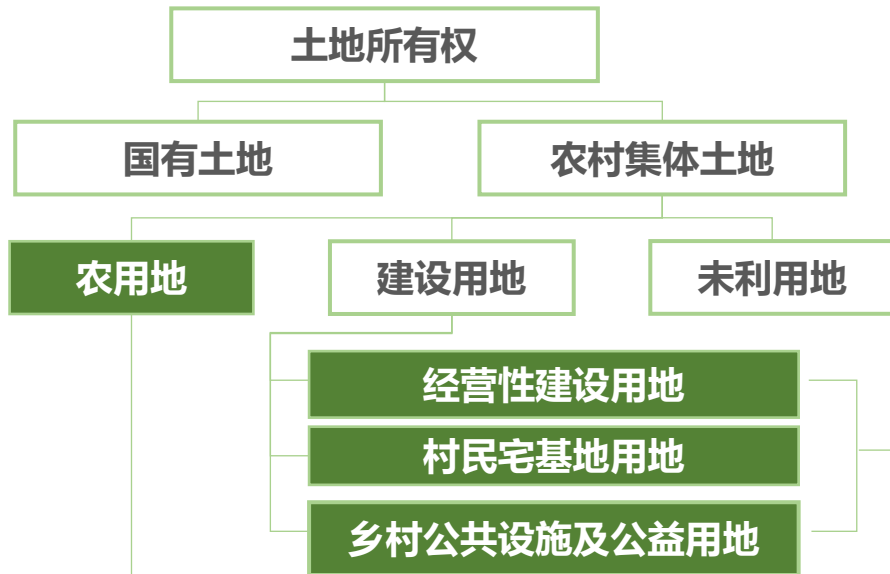 土地所有权
国有土地
农村集体土地
农用地
建设用地
未利用地
经营性建设用地
村民宅基地用地
乡村公共设施及公益用地